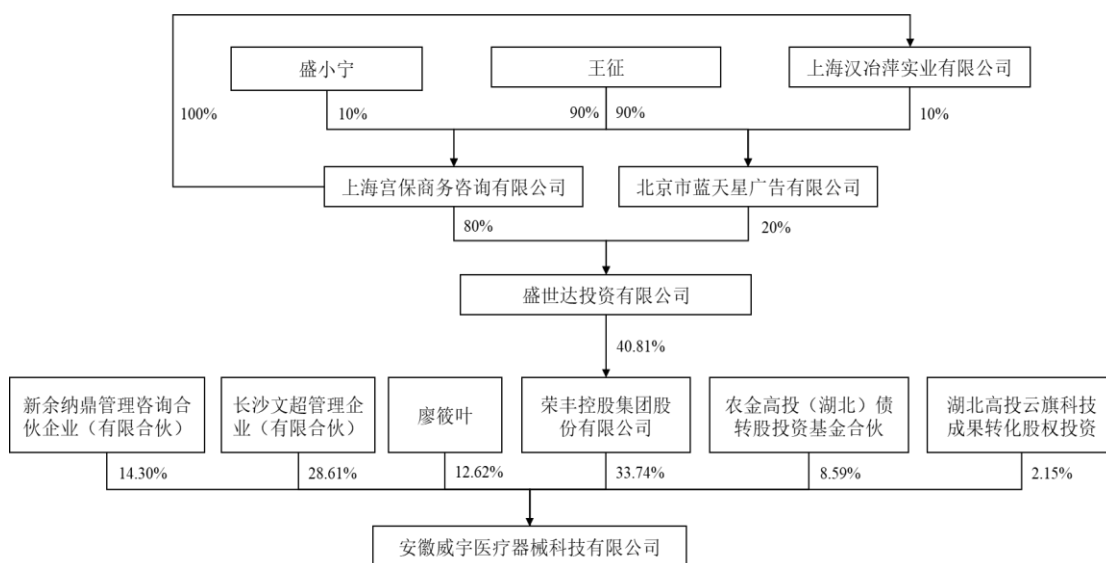 盛小宁
王征
上海汉冶萍实业有限公司
100%
10%
90%
90%
10%
上海宫保商务咨询有限公司
北京市蓝天星广告有限公司
80%
20%
盛世达投资有限公司
40.81%
新余纳鼎管理咨询合
伙企业（有限合伙）
长沙文超管理企
业（有限合伙）
廖筱叶
荣丰控股集团股
份有限公司
农金高投（湖北）债
转股投资基金合伙
湖北高投云旗科技
成果转化股权投资
14.30%
28.61%
12.62%
33.74%
8.59%
2.15%
安徽威宇医疗器械科技有限公司